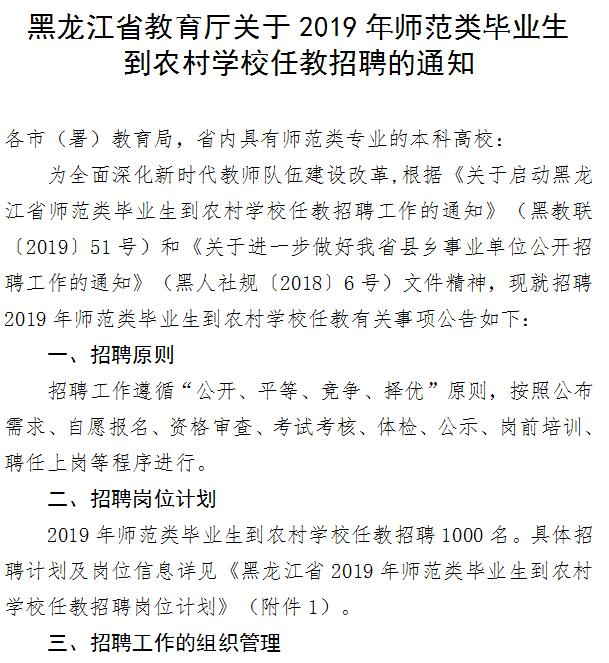 黑龙江省教育厅关于 2019 年师范类毕业生
到农村学校任教招聘的通知
各市（署）教育局，省内具有师范类专业的本科高校：
为全面深化新时代教师队伍建设改革,根据《关于启动黑龙
江省师范类毕业生到农村学校任教招聘工作的通知》（黑教联
〔2019〕51 号）和《关于进一步做好我省县乡事业单位公开招
聘工作的通知》（黑人社规〔2018〕6 号）文件精神，现就招聘
2019 年师范类毕业生到农村学校任教有关事项公告如下：
一、招聘原则
招聘工作遵循“公开、平等、竞争、择优”原则，按照公布
需求、自愿报名、资格审查、考试考核、体检、公示、岗前培训、
聘任上岗等程序进行。
二、招聘岗位计划
2019 年师范类毕业生到农村学校任教招聘 1000 名。具体招
聘计划及岗位信息详见《黑龙江省 2019 年师范类毕业生到农村
学校任教招聘岗位计划》（附件 1）。
三、招聘工作的组织管理